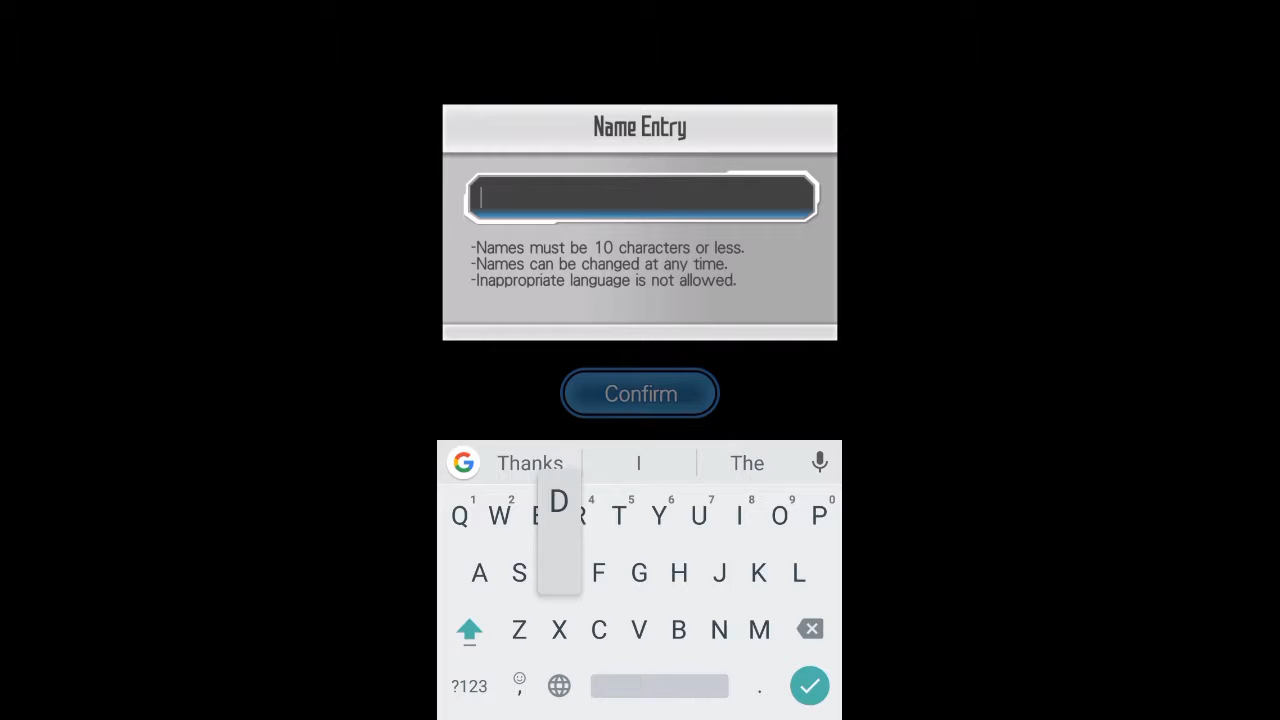 Name Entry
-Names must be 10 characters or less.
-Names can be changed at any time.
-Inappropriate language is not allowed.
Confirm
G Thanks I The
1 2 4 5 6 7 8 9 0
Q W E R T Y U I O P
D
A S F G H J K L
Z X C V B N M
?123 , .